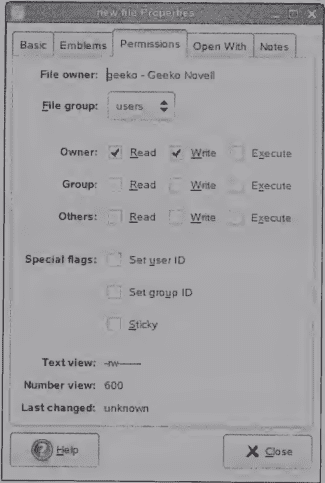 new file Properties
Basic Emblems Permissions Open With Notes
File owner: geeko - Geeko Novell
File group: users
Owner: Read Write Execute
Group: Read Write Execute
Others: Read Write Execute
Special flags: Set user ID
Set group ID
Sticky
Text view: -rw-------
Number view: 600
Last changed: unknown
Help Close